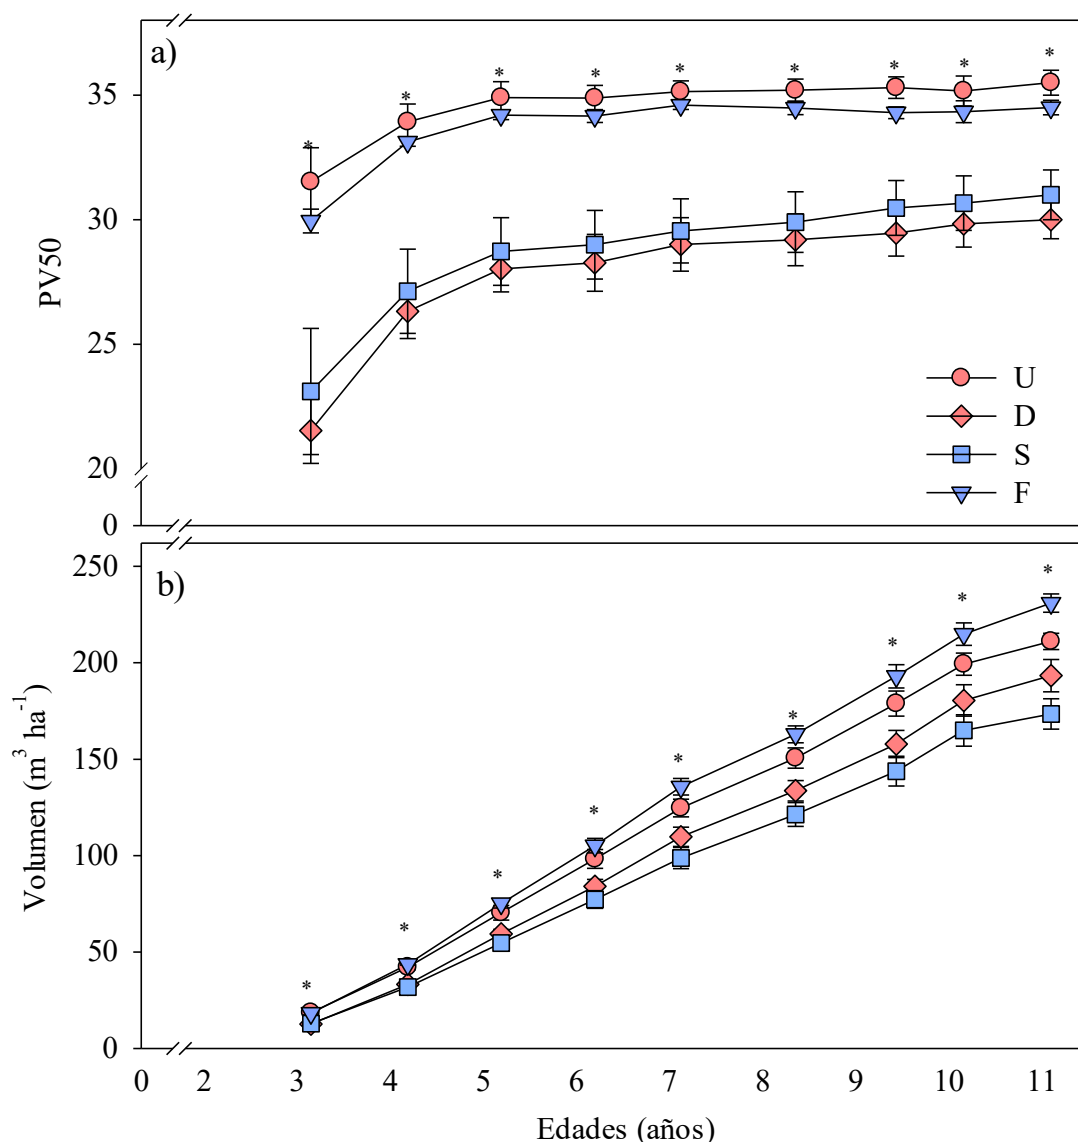 a)
* * * * * * * * *
35
30
25
20
0
PV50
U
D
S
F
b)
* * * * * * * * *
250
200
150
100
50
0
Volumen (m³ ha⁻¹)
0 2 3 4 5 6 7 8 9 10 11
Edades (años)